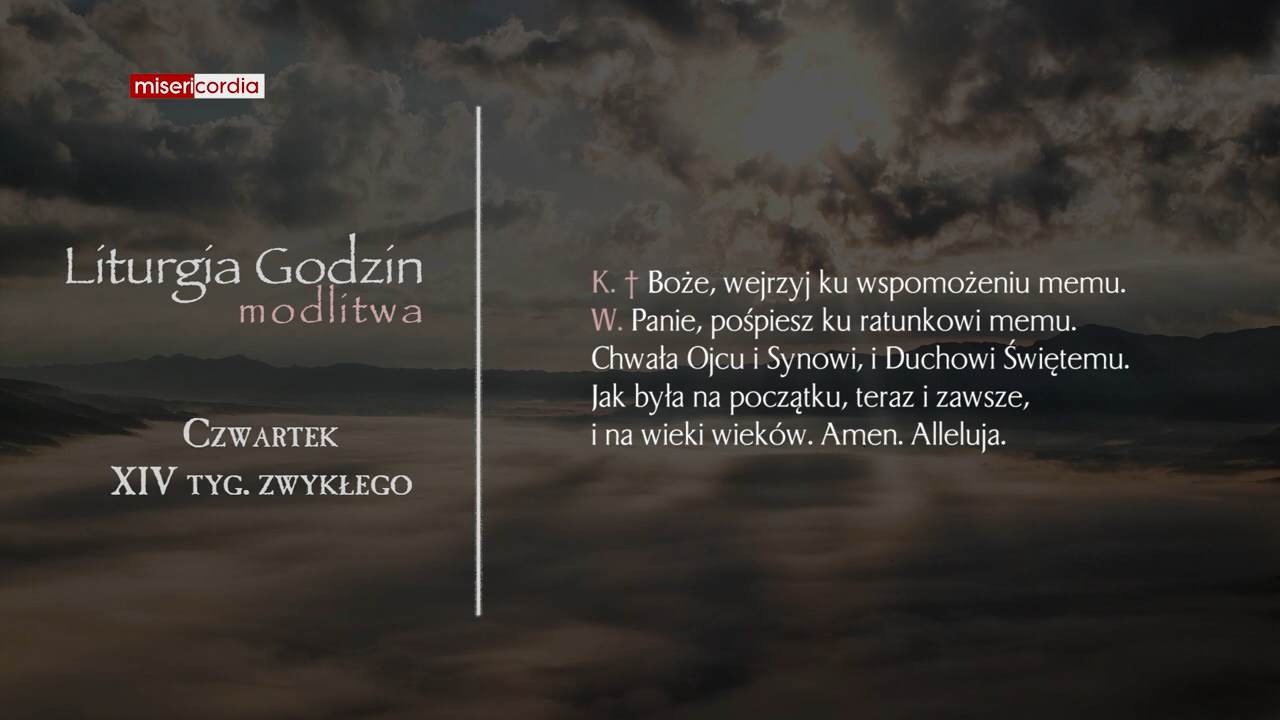 misericordia
Liturgia Godzin
modlitwa
Czwartek
XIV tyg. zwykłego
K. † Boże, wejrzyj ku wspomożeniu memu.
W. Panie, pośpiesz ku ratunkowi memu.
Chwała Ojcu i Synowi, i Duchowi Świętemu.
Jak była na początku, teraz i zawsze,
i na wieki wieków. Amen. Alleluja.